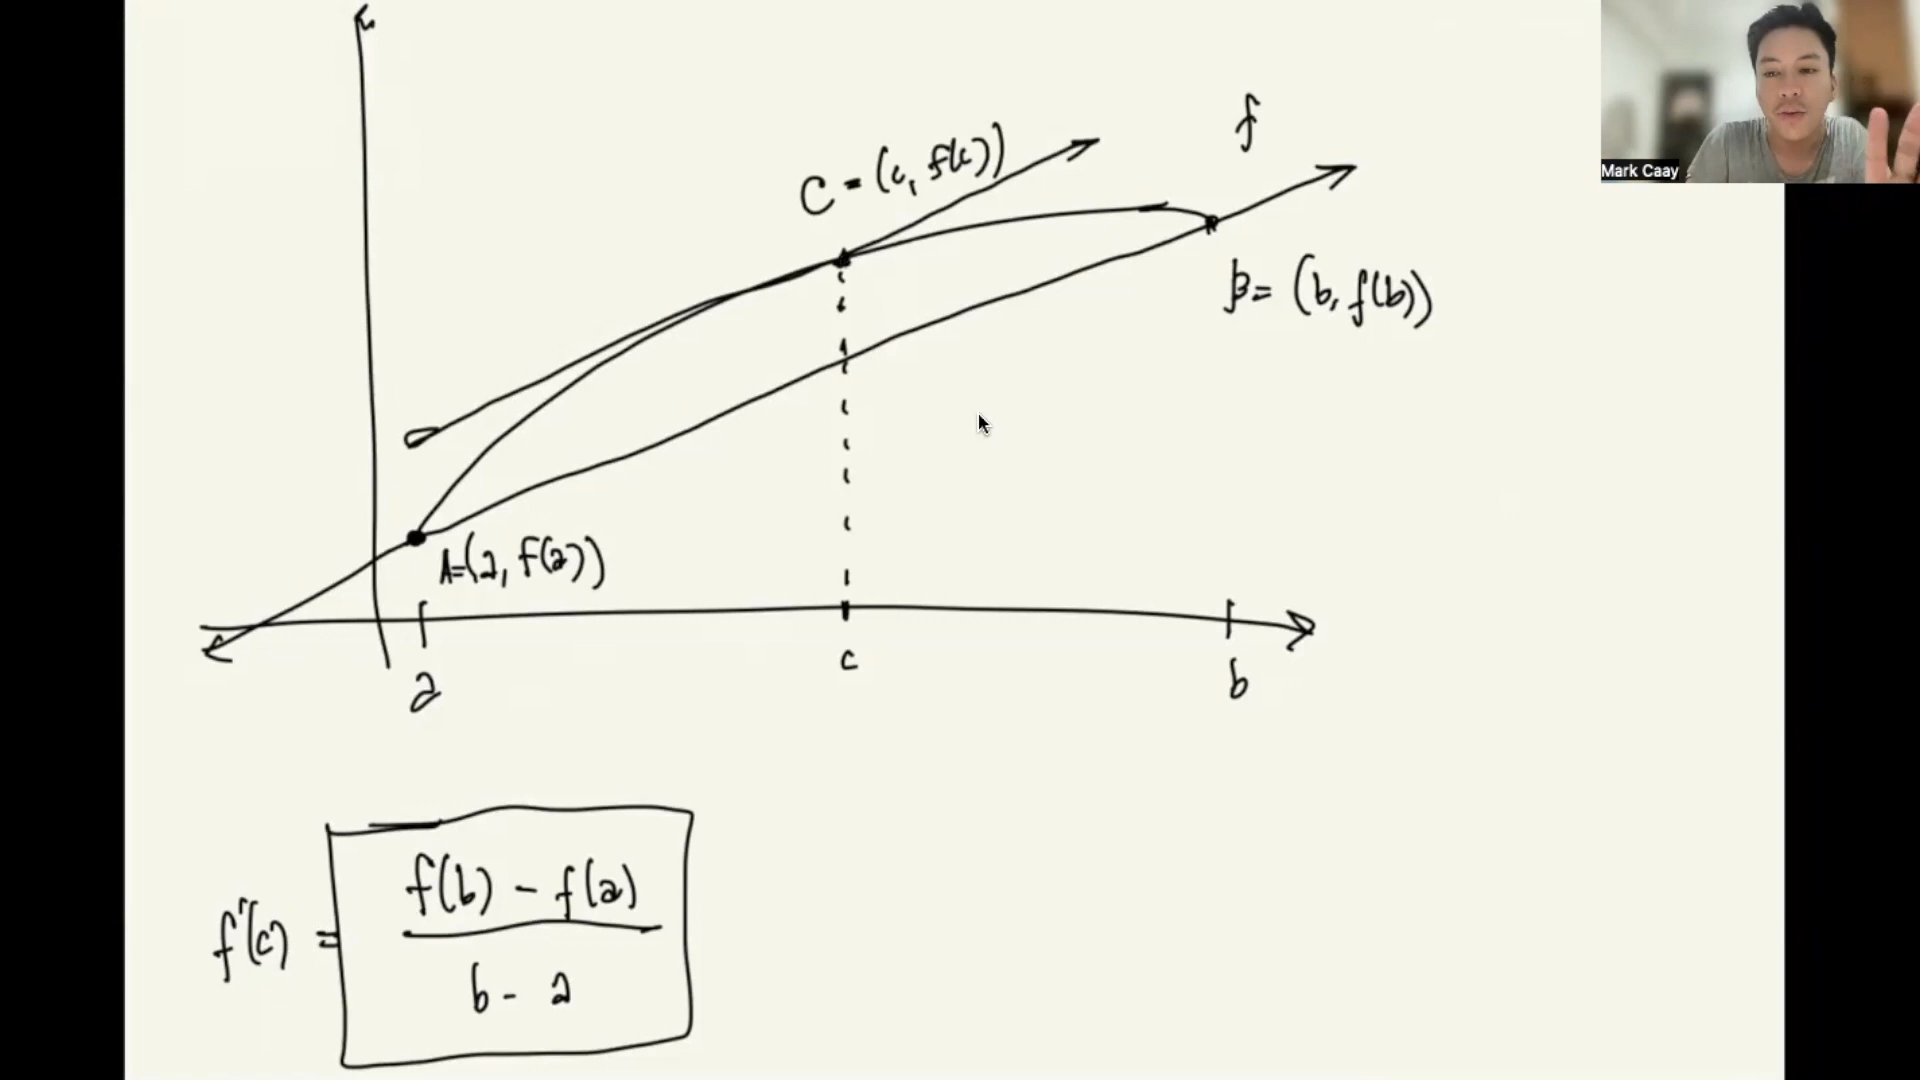 Mark Caay
f
C = (c, f(c))
B = (b, f(b))
A=(a, f(a))
a
c
b
f'(c) = f(b) - f(a)
b - a